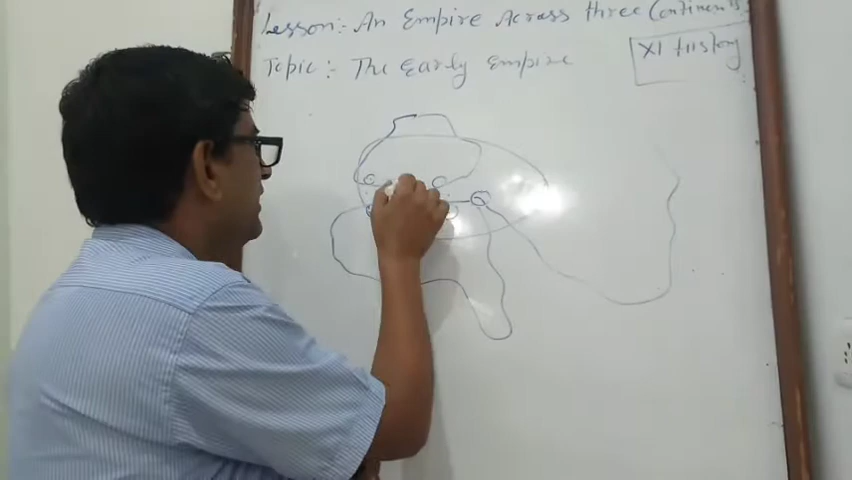 Lesson:- An Empire Across three Continents
Topic:- The Early empire
XI History